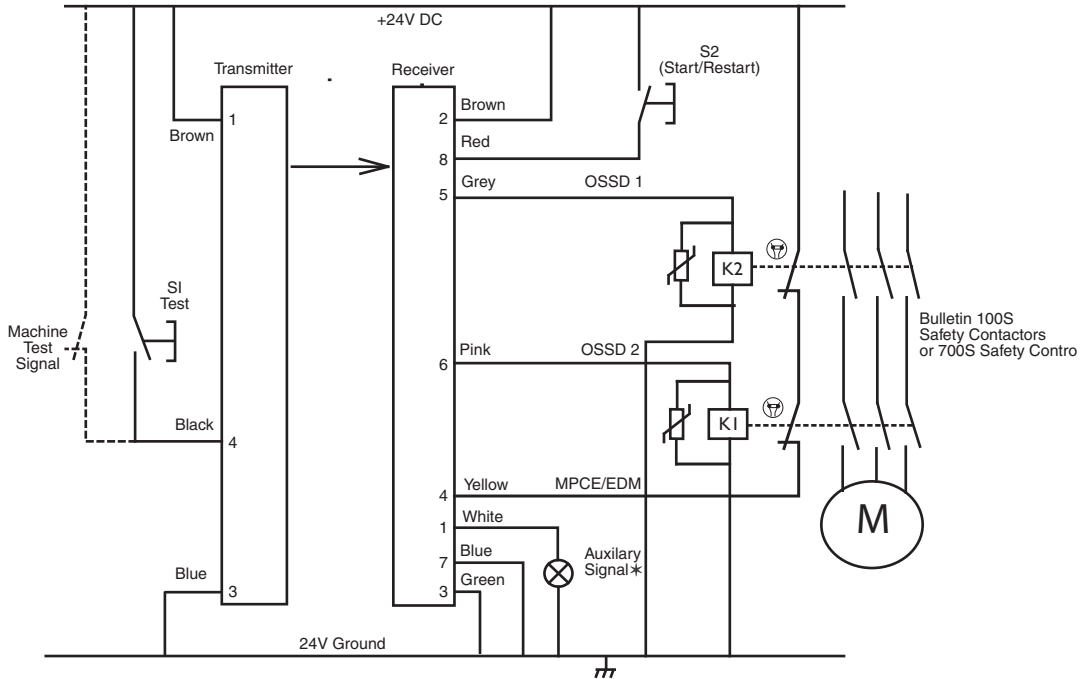 +24V DC
S2
(Start/Restart)
Transmitter
Receiver
1
Brown
2
Brown
8
Red
5
Grey
OSSD 1
K2
SI
Test
Machine
Test
Signal
Bulletin 100S
Safety Contactors
or 700S Safety Contro
6
Pink
OSSD 2
K1
Black
4
4
Yellow
MPCE/EDM
1
White
M
7
Blue
Auxilary
Signal*
3
Green
Blue
3
24V Ground